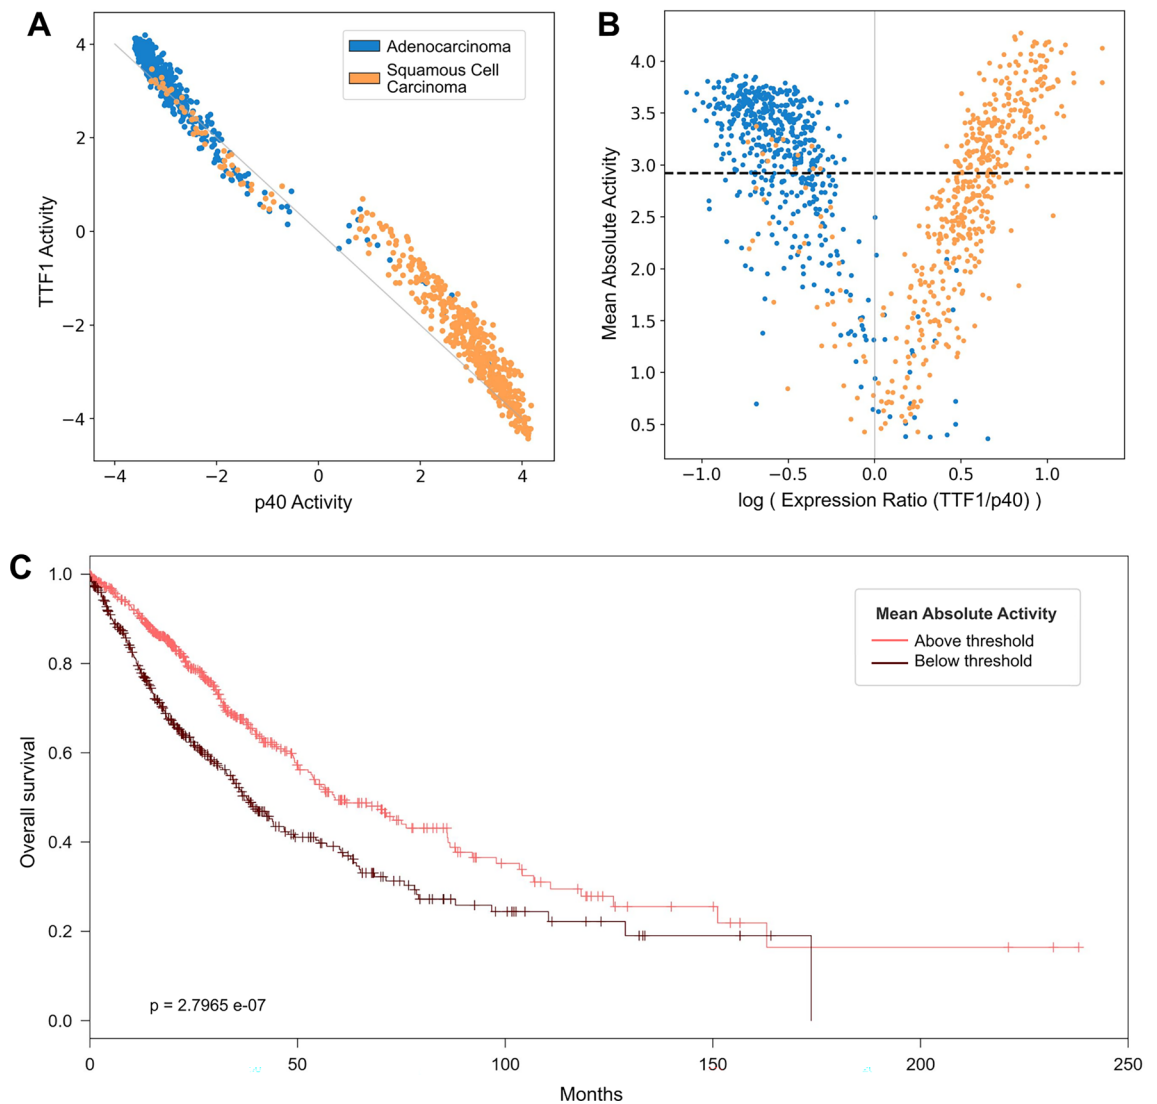 A
4
2
0
−2
−4
TTF1 Activity
−4
−2
0
2
4
p40 Activity
Adenocarcinoma
Squamous Cell
Carcinoma
B
4.0
3.5
3.0
2.5
2.0
1.5
1.0
0.5
Mean Absolute Activity
−1.0
−0.5
0.0
0.5
1.0
log ( Expression Ratio (TTF1/p40) )
C
1.0
0.8
0.6
0.4
0.2
0.0
Overall survival
Mean Absolute Activity
Above threshold
Below threshold
p = 2.7965 e-07
0
50
100
150
200
250
Months